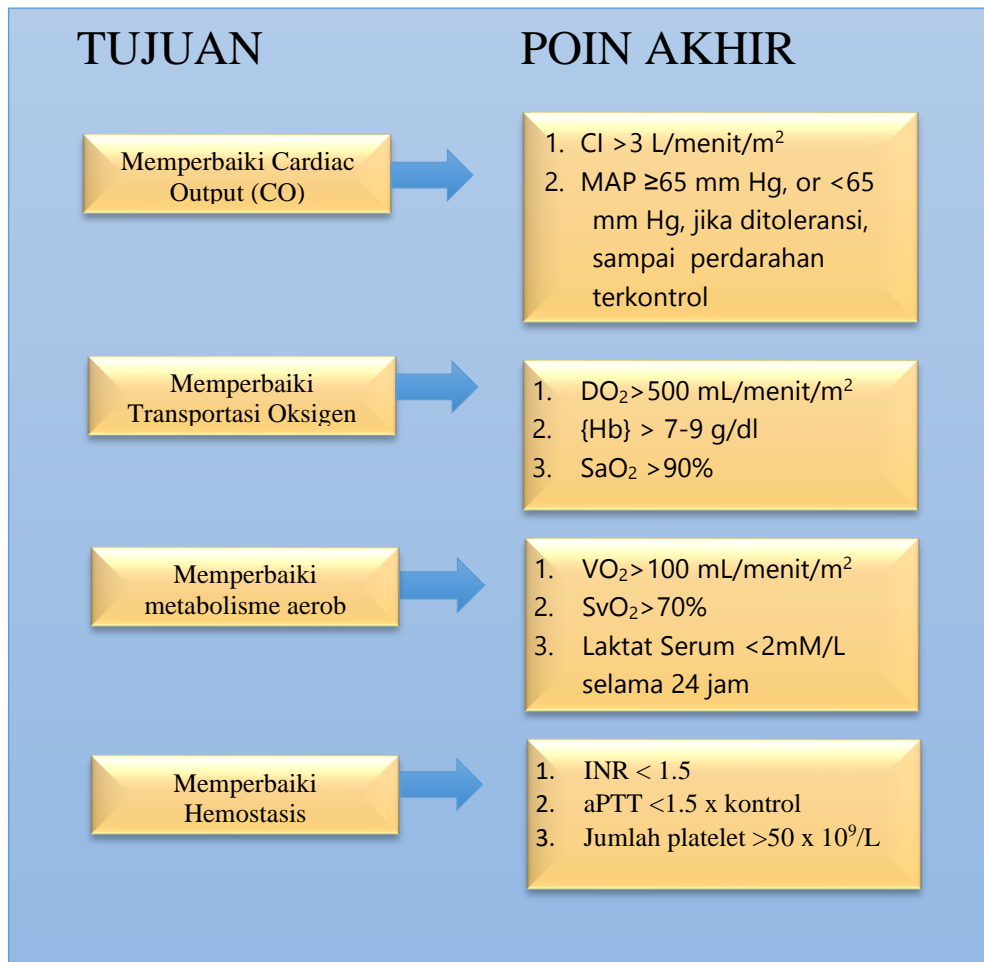 TUJUAN
POIN AKHIR
Memperbaiki Cardiac
Output (CO)
1. CI >3 L/menit/m²
2. MAP ≥65 mm Hg, or <65
mm Hg, jika ditoleransi,
sampai perdarahan
terkontrol
Memperbaiki
Transportasi Oksigen
1. DO₂>500 mL/menit/m²
2. {Hb} > 7-9 g/dl
3. SaO₂ >90%
Memperbaiki
metabolisme aerob
1. VO₂>100 mL/menit/m²
2. SvO₂>70%
3. Laktat Serum <2mM/L
selama 24 jam
Memperbaiki
Hemostasis
1. INR < 1.5
2. aPTT <1.5 x kontrol
3. Jumlah platelet >50 x 10⁹/L